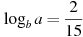 log_b a = 2/15